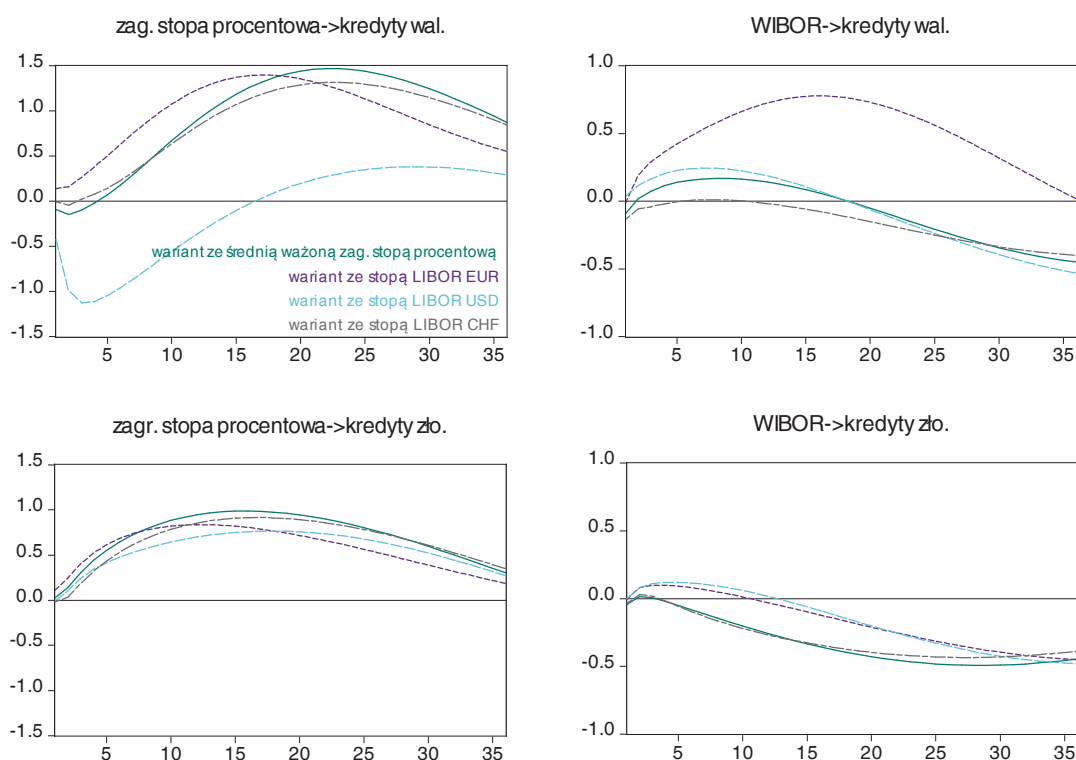 zag. stopa procentowa->kredyty wal.
1.5
1.0
0.5
0.0
-0.5
-1.0
-1.5
wariant ze średnią ważoną zag. stopą procentową
wariant ze stopą LIBOR EUR
wariant ze stopą LIBOR USD
wariant ze stopą LIBOR CHF
5 10 15 20 25 30 35
WIBOR->kredyty wal.
1.0
0.5
0.0
-0.5
-1.0
5 10 15 20 25 30 35
zagr. stopa procentowa->kredyty zło.
1.5
1.0
0.5
0.0
-0.5
-1.0
-1.5
5 10 15 20 25 30 35
WIBOR->kredyty zło.
1.0
0.5
0.0
-0.5
-1.0
5 10 15 20 25 30 35